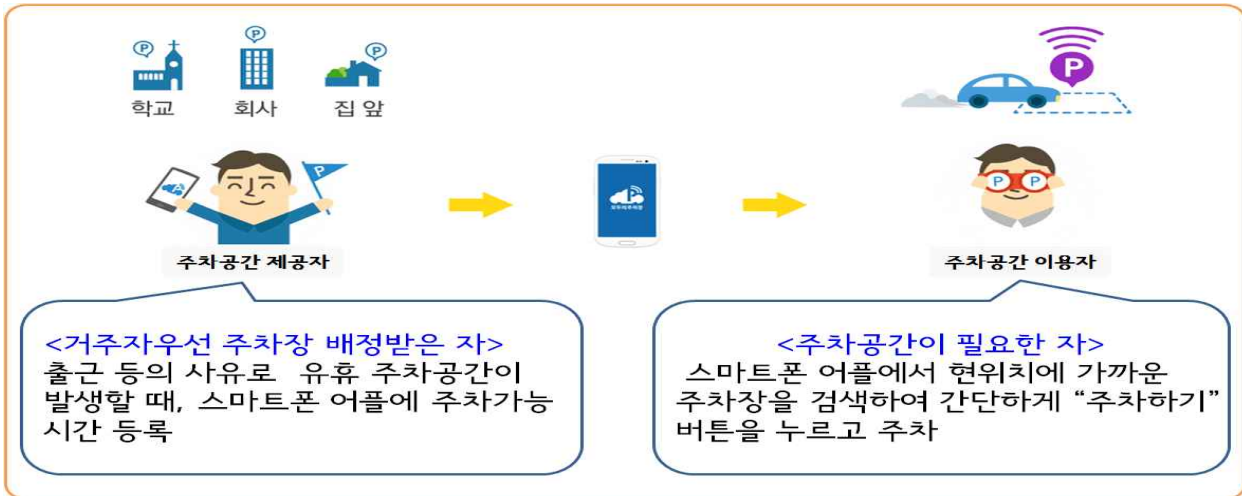 P
P
P
P
학교
회사
집 앞
P
P
P
P
주차공간 제공자
주차공간 이용자
<거주자우선 주차장 배정받은 자>
출근 등의 사유로 유휴 주차공간이
발생할 때, 스마트폰 어플에 주차가능
시간 등록
<주차공간이 필요한 자>
스마트폰 어플에서 현위치에 가까운
주차장을 검색하여 간단하게 “주차하기”
버튼을 누르고 주차